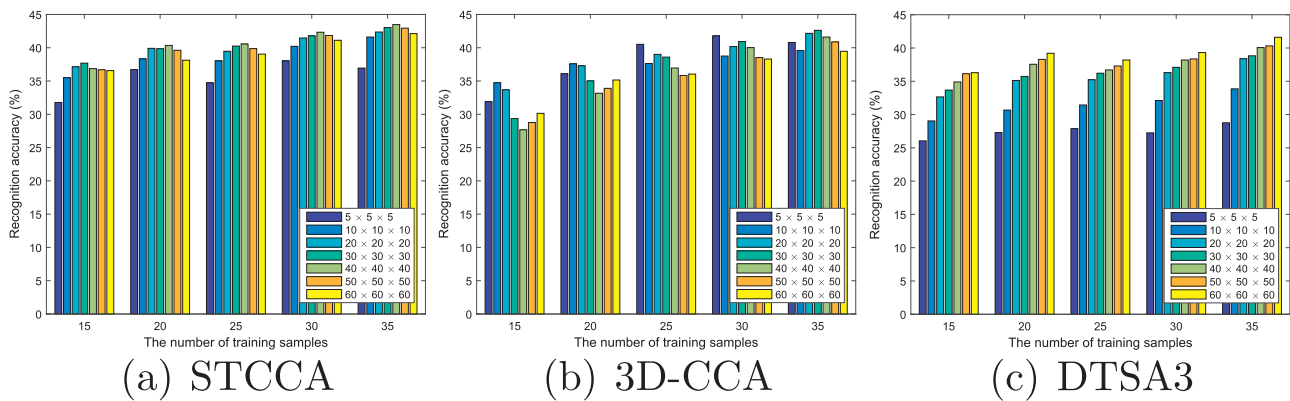 45
40
35
30
25
20
15
10
5
0
Recognition accuracy (%)
5 × 5 × 5
10 × 10 × 10
20 × 20 × 20
30 × 30 × 30
40 × 40 × 40
50 × 50 × 50
60 × 60 × 60
15 20 25 30 35
The number of training samples
(a) STCCA
45
40
35
30
25
20
15
10
5
0
Recognition accuracy (%)
5 × 5 × 5
10 × 10 × 10
20 × 20 × 20
30 × 30 × 30
40 × 40 × 40
50 × 50 × 50
60 × 60 × 60
15 20 25 30 35
The number of training samples
(b) 3D-CCA
45
40
35
30
25
20
15
10
5
0
Recognition accuracy (%)
5 × 5 × 5
10 × 10 × 10
20 × 20 × 20
30 × 30 × 30
40 × 40 × 40
50 × 50 × 50
60 × 60 × 60
15 20 25 30 35
The number of training samples
(c) DTSA3